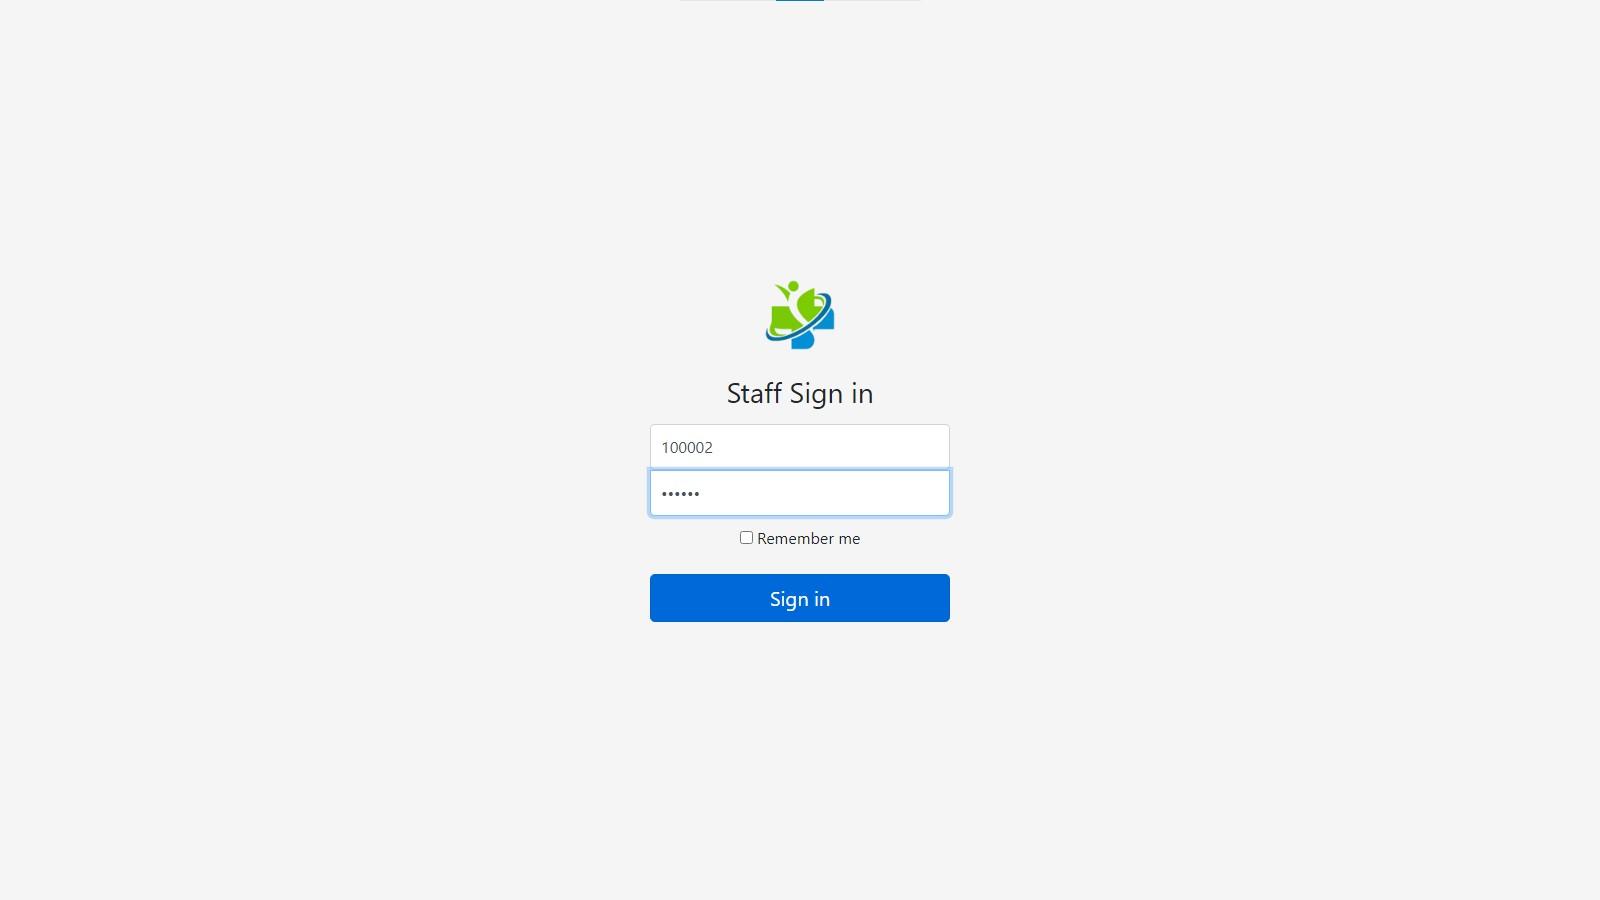 Staff Sign in
100002
••••••
Remember me
Sign in